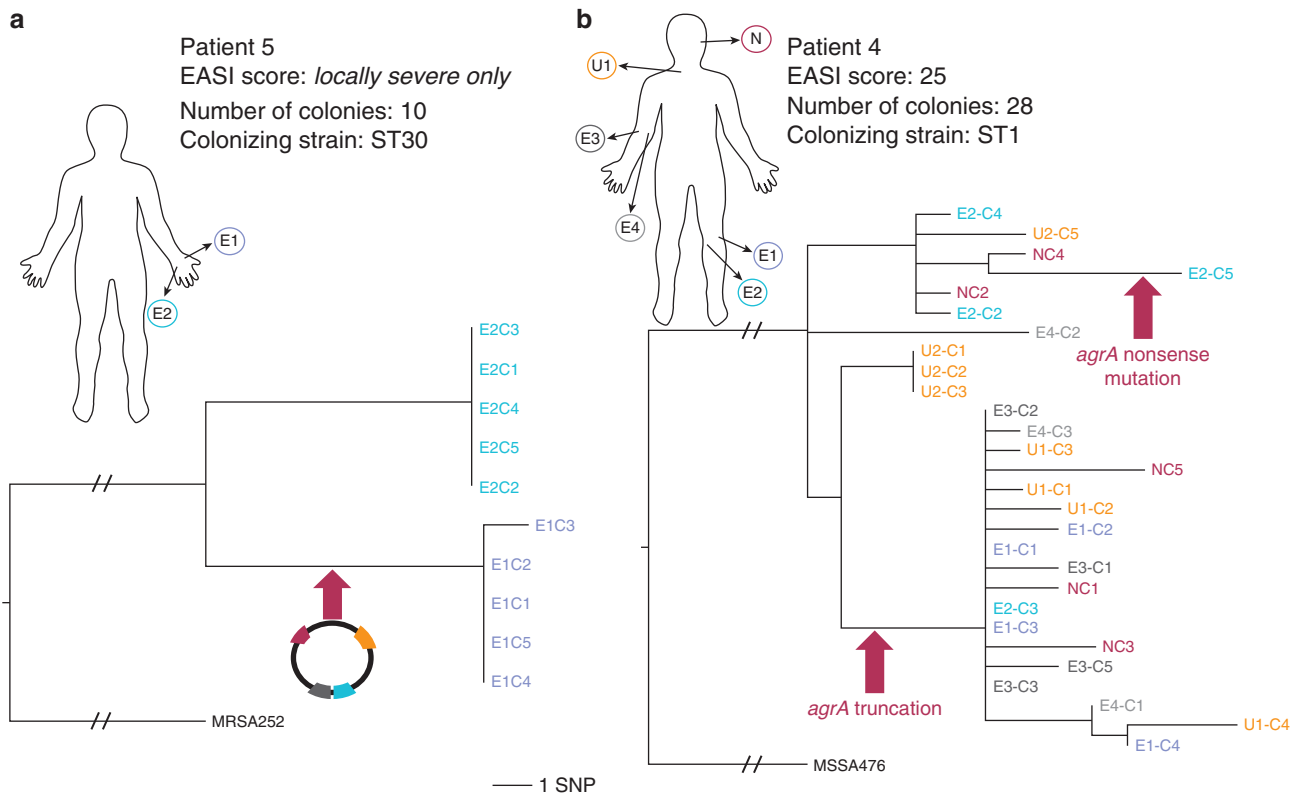 a
Patient 5
EASI score: locally severe only
Number of colonies: 10
Colonizing strain: ST30
E1
E2
E2C3
E2C1
E2C4
E2C5
E2C2
E1C3
E1C2
E1C1
E1C5
E1C4
MRSA252
1 SNP
b
Patient 4
EASI score: 25
Number of colonies: 28
Colonizing strain: ST1
N
U1
E3
E4
E1
E2
E2-C4
U2-C5
NC4
E2-C5
NC2
E2-C2
E4-C2
agrA nonsense
mutation
U2-C1
U2-C2
U2-C3
E3-C2
E4-C3
U1-C3
NC5
U1-C1
U1-C2
E1-C2
E1-C1
E3-C1
NC1
E2-C3
E1-C3
NC3
E3-C5
E3-C3
agrA truncation
E4-C1
U1-C4
E1-C4
MSSA476